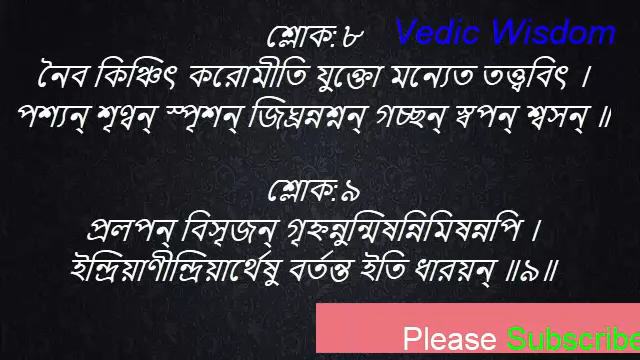 শ্লোক:৮
Vedic Wisdom
নৈব কিঞ্চিৎ করোমীতি যুক্তো মন্যেত তত্ত্ববিৎ ।
পশ্যন্ শৃণ্বন্ স্পৃশন্ জিঘ্রন্নশ্নন্ গচ্ছন্ স্বপন্ শ্বসন্ ॥
শ্লোক:৯
প্রলপন্ বিসৃজন্ গৃহ্নন্নুন্মিষন্নিমিষন্নপি ।
ইন্দ্রিয়াণীন্দ্রিয়ার্থেষু বর্তন্ত ইতি ধারয়ন্ ॥৯॥
Please Subscribe